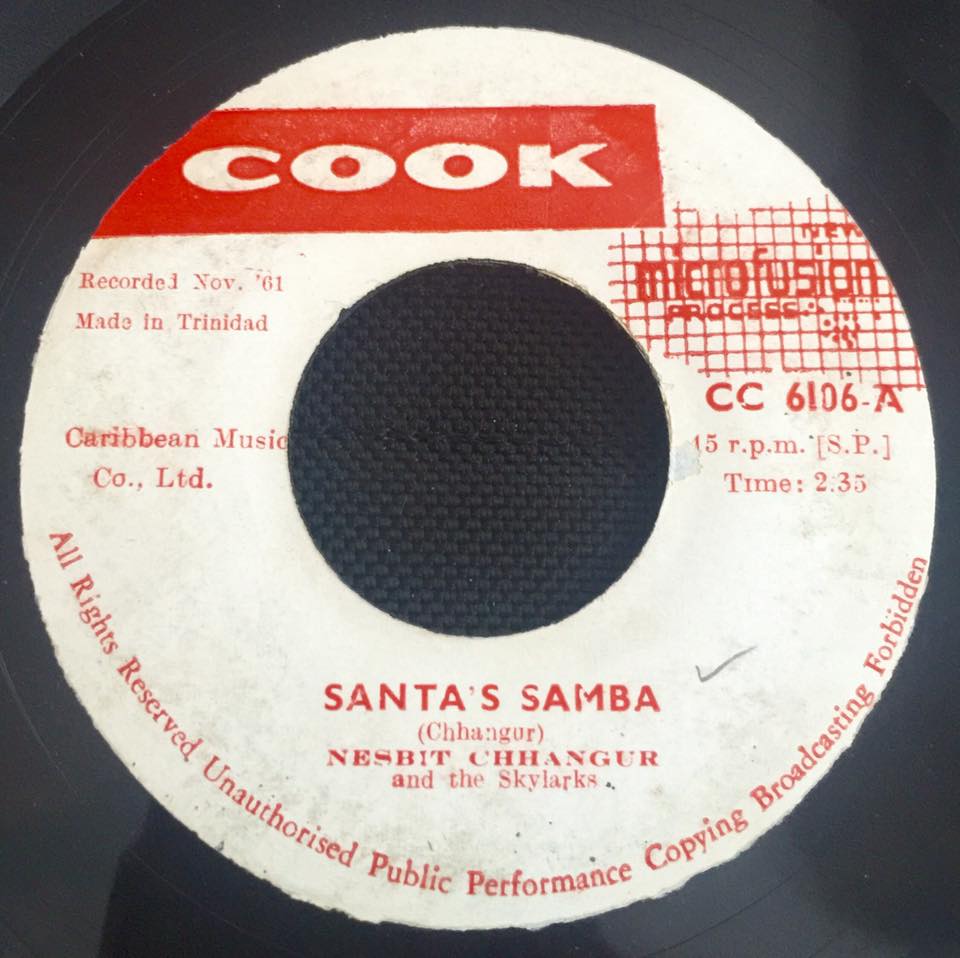 COOK
Recorded Nov. '61
Made in Trinidad
NEW
microfusion
PROCESS
CC 6106-A
Caribbean Music
Co., Ltd.
45 r.p.m. [S.P.]
Time: 2.35
SANTA'S SAMBA
(Chhangur)
NESBIT CHHANGUR
and the Skylarks
All Rights Reserved Unauthorised Public Performance Copying Broadcasting Forbidden